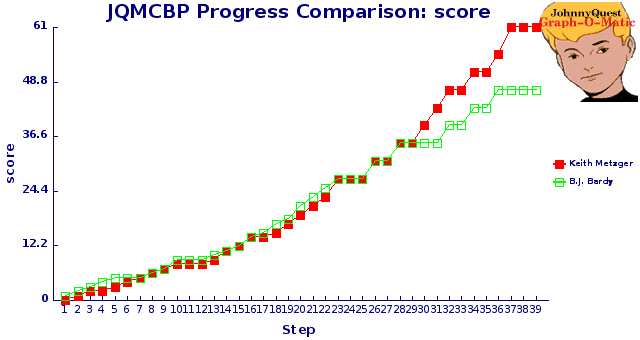 JQMCBP Progress Comparison: score
JohnnyQuest
Graph-O-Matic
61
48.8
36.6
24.4
12.2
0
score
Keith Metzger
B.J. Bardy
1 2 3 4 5 6 7 8 9 10 11 12 13 14 15 16 17 18 19 20 21 22 23 24 25 26 27 28 29 30 31 32 33 34 35 36 37 38 39
Step